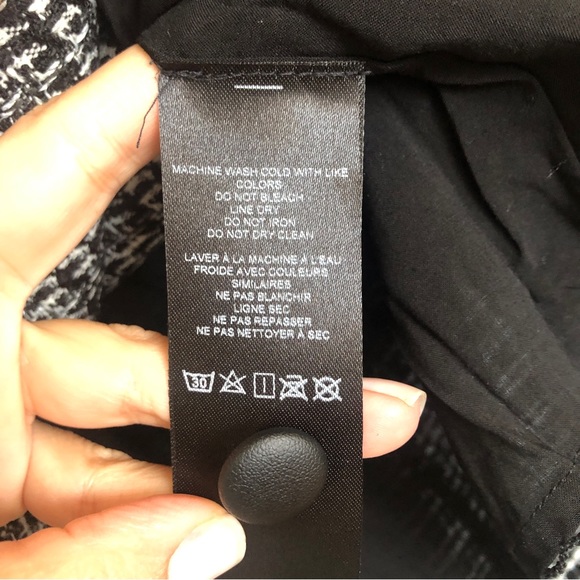 MACHINE WASH COLD WITH LIKE
COLORS
DO NOT BLEACH
LINE DRY
DO NOT IRON
DO NOT DRY CLEAN
LAVER À LA MACHINE À L'EAU
FROIDE AVEC COULEURS
SIMILAIRES
NE PAS BLANCHIR
LIGNE SEC
NE PAS REPASSER
NE PAS NETTOYER À SEC
30